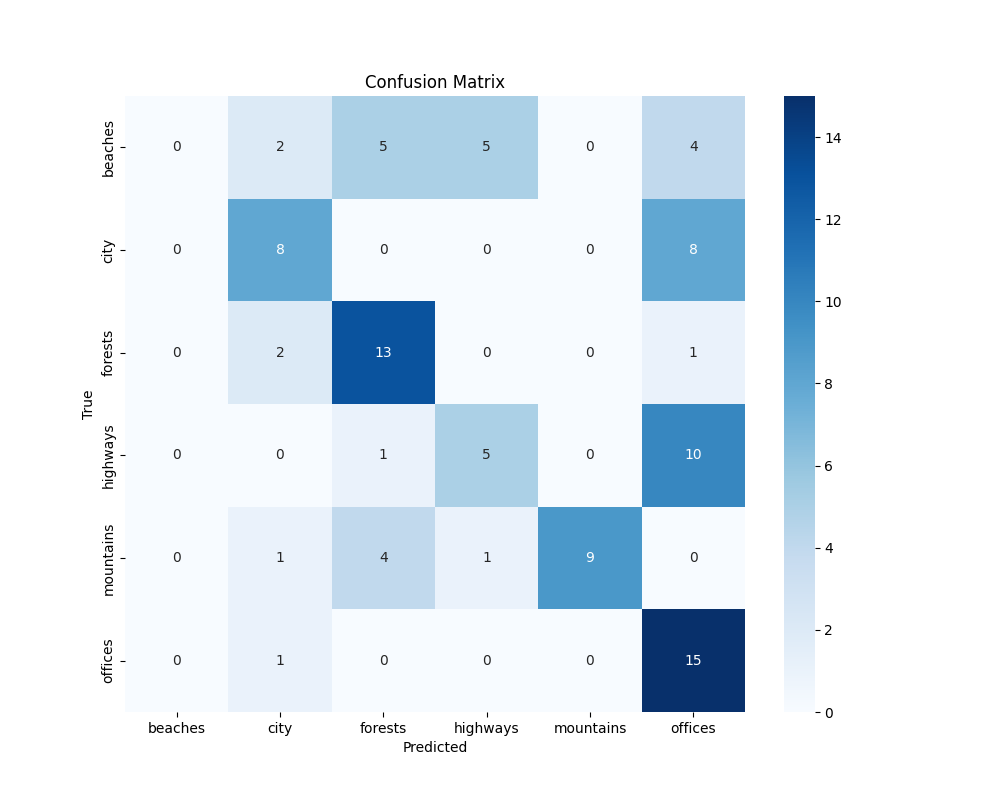 Confusion Matrix
True
beaches 0 2 5 5 0 4
city 0 8 0 0 0 8
forests 0 2 13 0 0 1
highways 0 0 1 5 0 10
mountains 0 1 4 1 9 0
offices 0 1 0 0 0 15
beaches city forests highways mountains offices
Predicted
14
12
10
8
6
4
2
0